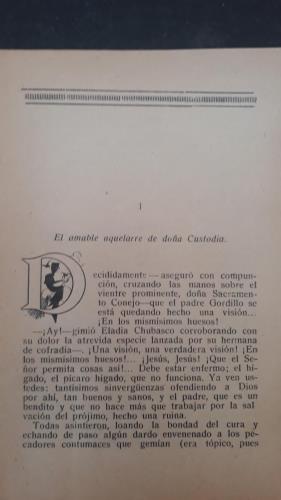 I
El amable aquelarre de doña Custodia.
Decididamente — aseguró con compun-
ción, cruzando las manos sobre el
vientre prominente, doña Sacramen-
to Conejo—que el padre Gordillo se
está quedando hecho una visión...
¡En los mismísimos huesos!
—¡Ay!—gimió Eladia Chubasco corroborando con
su dolor la atrevida especie lanzada por su hermana
de cofradía—. ¡Una visión, una verdadera visión! ¡En
los mismísimos huesos!... ¡Jesús, Jesús! ¡Que el Se-
ñor permita cosas así!... Debe estar enfermo; el hí-
gado, el pícaro hígado, que no funciona. Ya ven us-
tedes: tantísimos sinvergüenzas ofendiendo a Dios
por ahí, tan buenos y sanos, y el padre, que es un
bendito y que no hace más que trabajar por la sal-
vación del prójimo, hecho una ruina.
Todas asintieron, loando la bondad del cura y
echando de paso algún dardo envenenado a los pe-
cadores contumaces que gemían (era tópico, pues